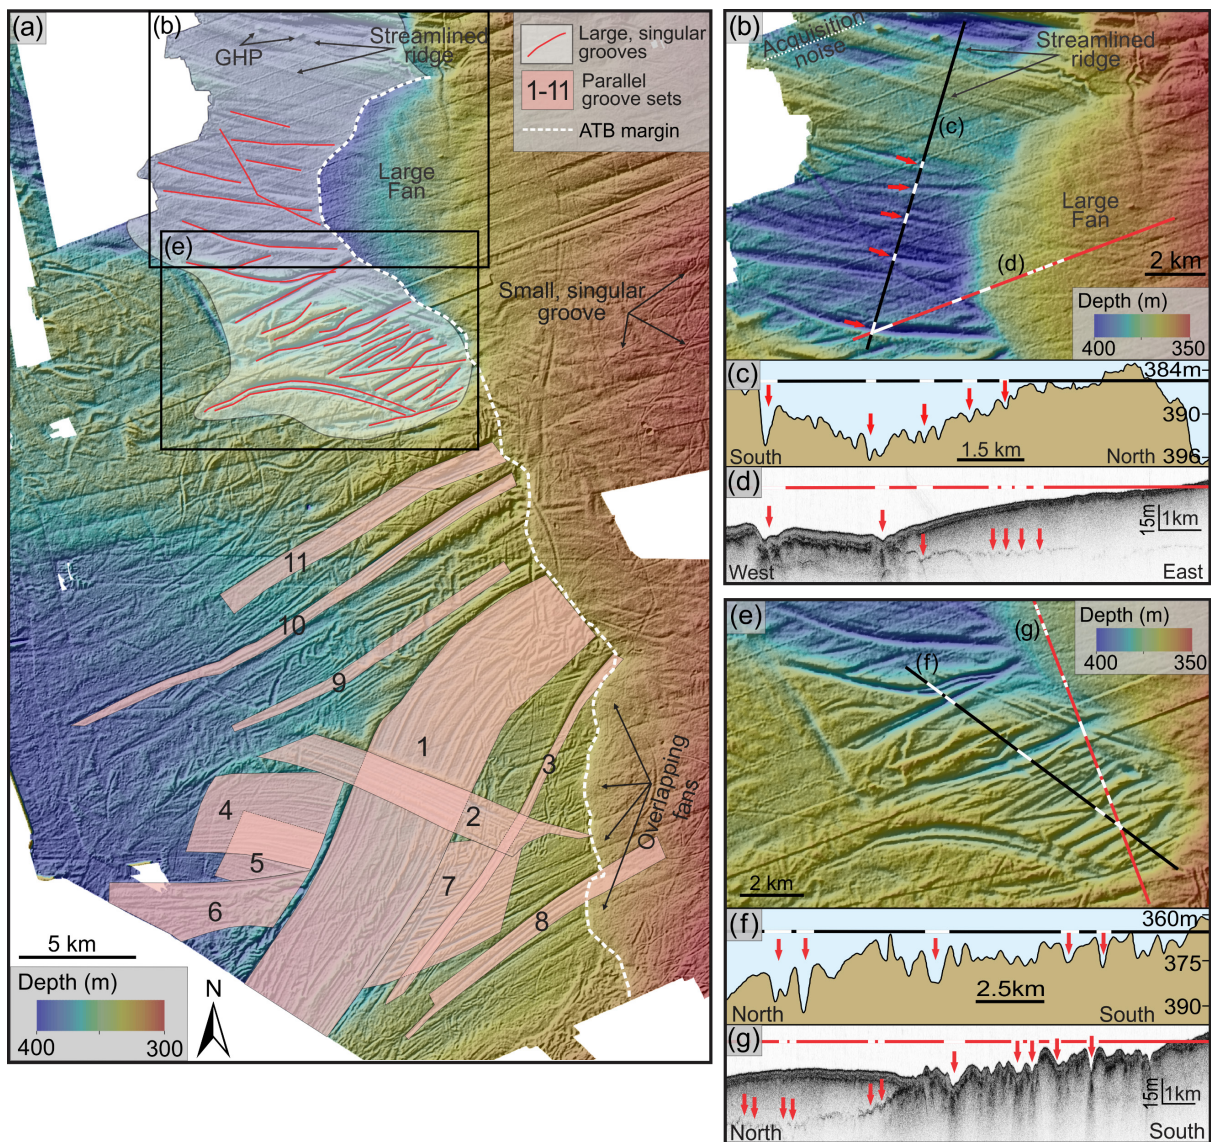 (a)
(b)
GHP
Streamlined
ridge
Large, singular
grooves
1-11
Parallel
groove sets
ATB margin
Large
Fan
(e)
Small, singular
groove
11
10
9
1
3
2
4
5
6
7
8
Overlapping
fans
5 km
Depth (m)
400
300
N
(b)
Acquisition
noise
Streamlined
ridge
(c)
Large
Fan
(d)
2 km
Depth (m)
400
350
(c)
384m
390
396
1.5 km
South
North
(d)
15m
1km
West
East
(e)
(g)
(f)
Depth (m)
400
350
2 km
(f)
360m
375
390
2.5km
North
South
(g)
15m
1km
North
South